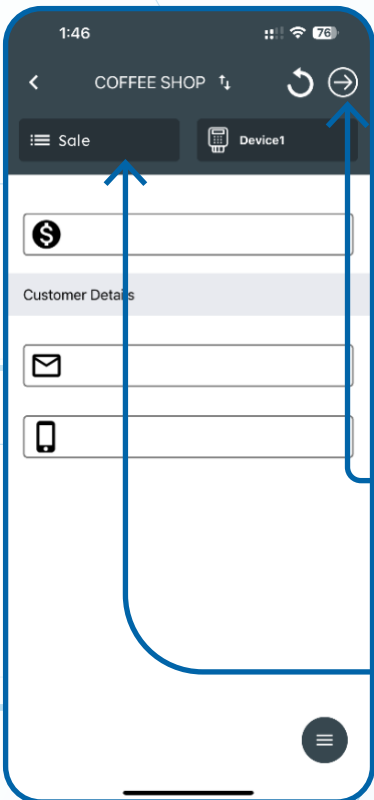 1:46
76
COFFEE SHOP
Sale
Device1
Customer Details